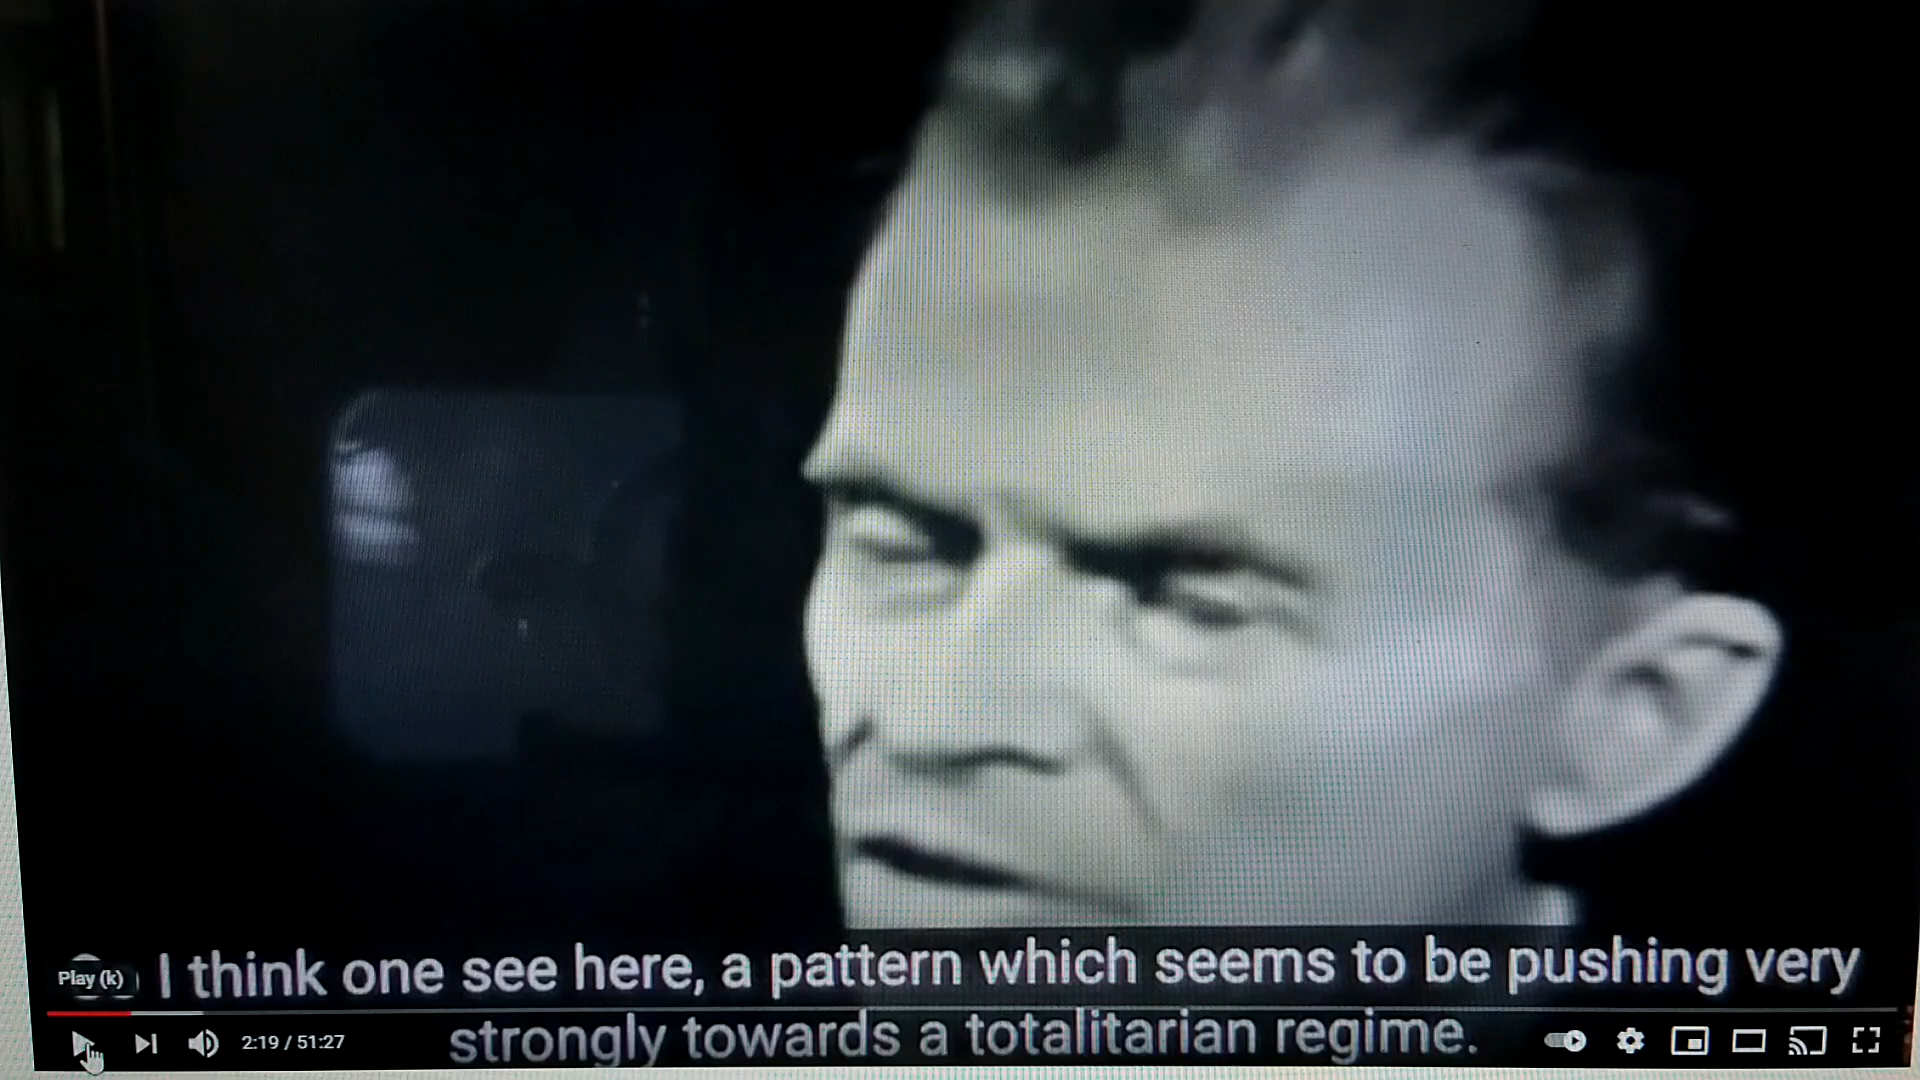 I think one see here, a pattern which seems to be pushing very
strongly towards a totalitarian regime.
Play (k)
2:19 / 51:27